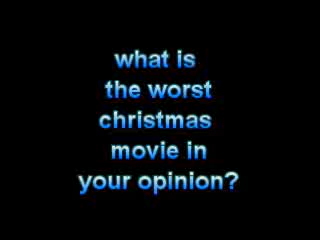 what is
the worst
christmas
movie in
your opinion?